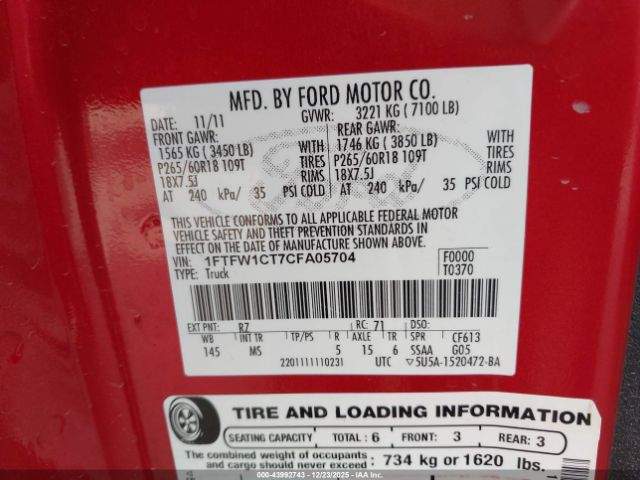 MFD. BY FORD MOTOR CO.
DATE: 11/11 GVWR: 3221 KG ( 7100 LB)
FRONT GAWR: REAR GAWR:
1565 KG ( 3450 LB) WITH 1746 KG ( 3850 LB) WITH
P265/60R18 109T TIRES P265/60R18 109T TIRES
18X7.5J RIMS 18X7.5J RIMS
AT 240 kPa/ 35 PSI COLD AT 240 kPa/ 35 PSI COLD
THIS VEHICLE CONFORMS TO ALL APPLICABLE FEDERAL MOTOR
VEHICLE SAFETY AND THEFT PREVENTION STANDARDS IN
EFFECT ON THE DATE OF MANUFACTURE SHOWN ABOVE.
VIN: 1FTFW1CT7CFA05704 F0000
TYPE: Truck T0370
EXT PNT: RZ RC: 71 DSO:
WB INT TR TP/PS R AXLE TR SPR CF613
145 MS 5 15 6 SSAA G05
2201111110231 UTC ▽5U5A-1520472-BA
TIRE AND LOADING INFORMATION
SEATING CAPACITY TOTAL : 6 FRONT: 3 REAR: 3
The combined weight of occupants
and cargo should never exceed: 734 kg or 1620 lbs.
Stock: 43992743 / 12/23/2025 / IAA Inc.